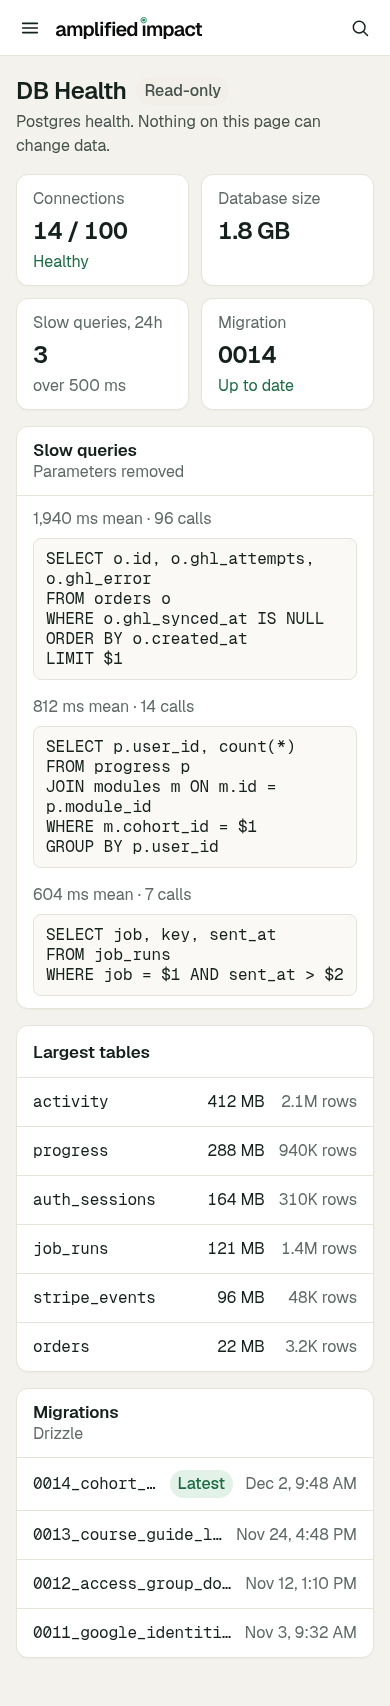 amplified impact
DB Health Read-only
Postgres health. Nothing on this page can
change data.
Connections
14 / 100
Healthy
Database size
1.8 GB
Slow queries, 24h
3
over 500 ms
Migration
0014
Up to date
Slow queries
Parameters removed
1,940 ms mean · 96 calls
SELECT o.id, o.ghl_attempts,
o.ghl_error
FROM orders o
WHERE o.ghl_synced_at IS NULL
ORDER BY o.created_at
LIMIT $1
812 ms mean · 14 calls
SELECT p.user_id, count(*)
FROM progress p
JOIN modules m ON m.id =
p.module_id
WHERE m.cohort_id = $1
GROUP BY p.user_id
604 ms mean · 7 calls
SELECT job, key, sent_at
FROM job_runs
WHERE job = $1 AND sent_at > $2
Largest tables
activity 412 MB 2.1M rows
progress 288 MB 940K rows
auth_sessions 164 MB 310K rows
job_runs 121 MB 1.4M rows
stripe_events 96 MB 48K rows
orders 22 MB 3.2K rows
Migrations
Drizzle
0014_cohort_… Latest Dec 2, 9:48 AM
0013_course_guide_l… Nov 24, 4:48 PM
0012_access_group_do… Nov 12, 1:10 PM
0011_google_identiti… Nov 3, 9:32 AM